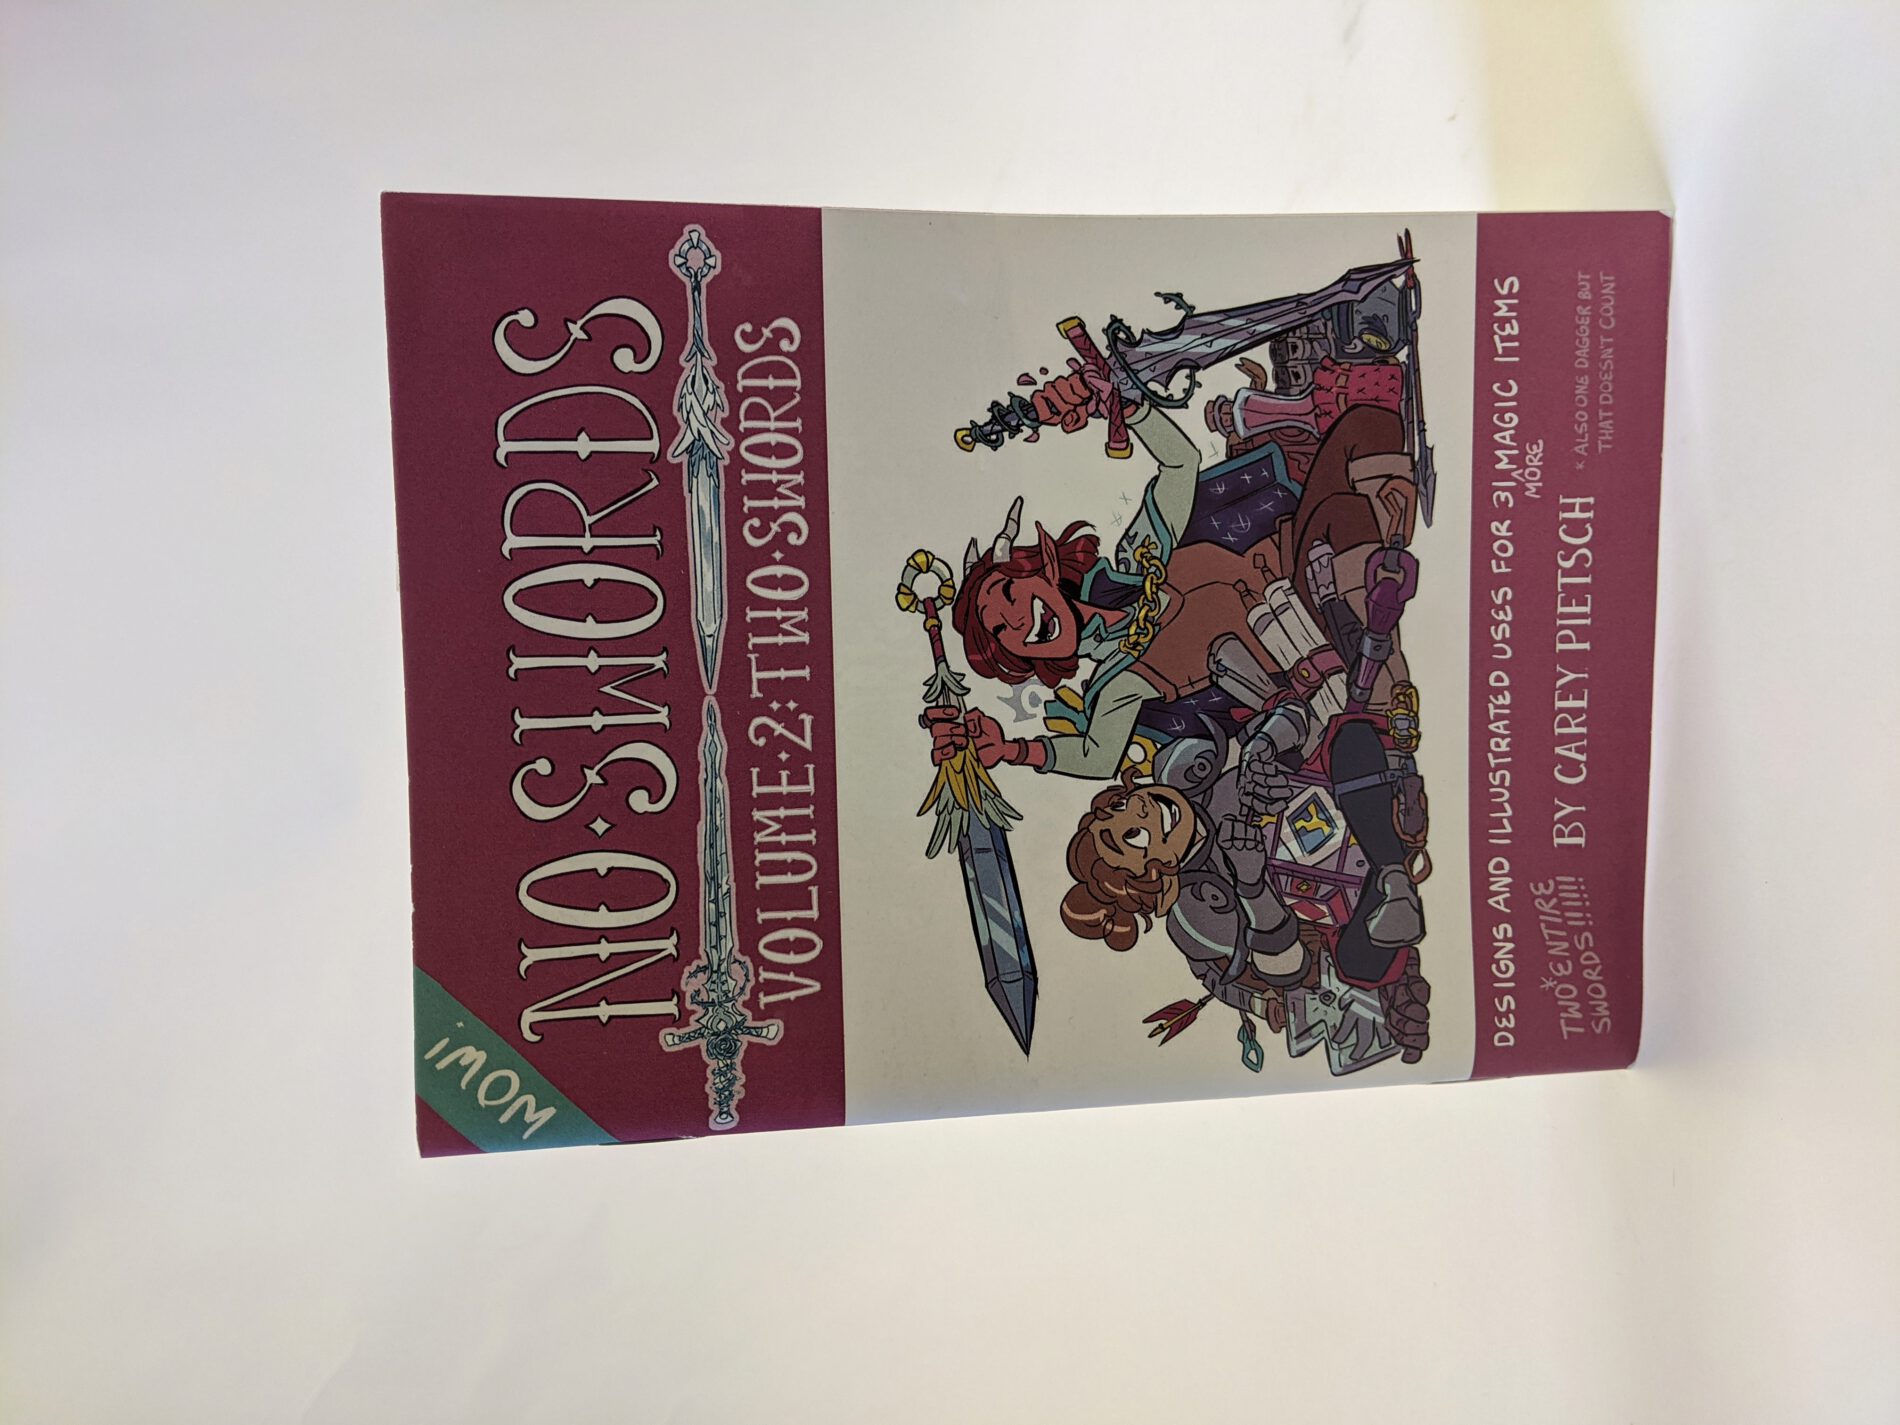 WOW!
NO·SWORDS
VOLUME·2:TWO·SWORDS
DESIGNS AND ILLUSTRATED USES FOR 31 MAGIC ITEMS
^
MORE
TWO* ENTIRE
SWORDS!!!!!!
BY CAREY PIETSCH
* ALSO ONE DAGGER BUT
THAT DOESN'T COUNT